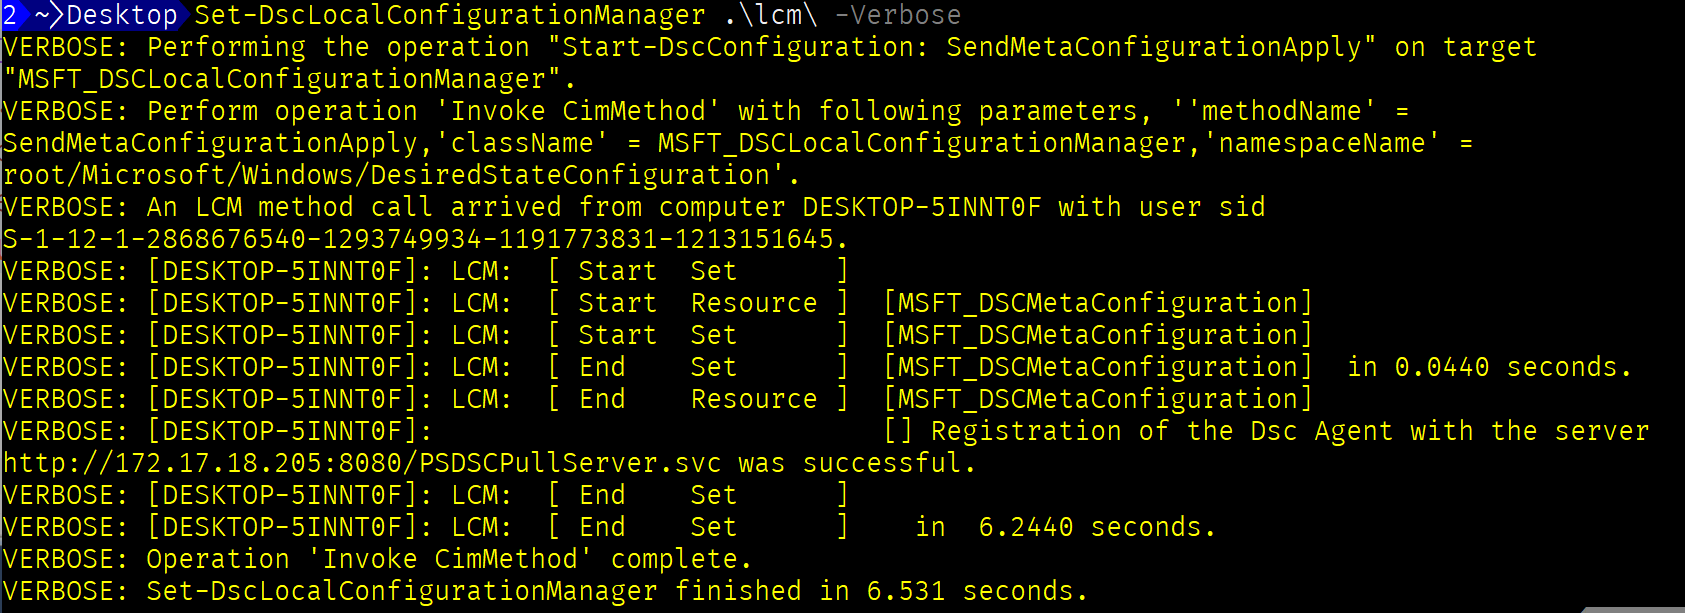 2 ~ Desktop Set-DscLocalConfigurationManager .\lcm\ -Verbose
VERBOSE: Performing the operation "Start-DscConfiguration: SendMetaConfigurationApply" on target
"MSFT_DSCLocalConfigurationManager".
VERBOSE: Perform operation 'Invoke CimMethod' with following parameters, ''methodName' =
SendMetaConfigurationApply,'className' = MSFT_DSCLocalConfigurationManager,'namespaceName' =
root/Microsoft/Windows/DesiredStateConfiguration'.
VERBOSE: An LCM method call arrived from computer DESKTOP-5INNT0F with user sid
S-1-12-1-2868676540-1293749934-1191773831-1213151645.
VERBOSE: [DESKTOP-5INNT0F]: LCM:  [ Start  Set      ]
VERBOSE: [DESKTOP-5INNT0F]: LCM:  [ Start  Resource ]  [MSFT_DSCMetaConfiguration]
VERBOSE: [DESKTOP-5INNT0F]: LCM:  [ Start  Set      ]  [MSFT_DSCMetaConfiguration]
VERBOSE: [DESKTOP-5INNT0F]: LCM:  [ End    Set      ]  [MSFT_DSCMetaConfiguration]  in 0.0440 seconds.
VERBOSE: [DESKTOP-5INNT0F]: LCM:  [ End    Resource ]  [MSFT_DSCMetaConfiguration]
VERBOSE: [DESKTOP-5INNT0F]:                            [] Registration of the Dsc Agent with the server
http://172.17.18.205:8080/PSDSCPullServer.svc was successful.
VERBOSE: [DESKTOP-5INNT0F]: LCM:  [ End    Set      ]
VERBOSE: [DESKTOP-5INNT0F]: LCM:  [ End    Set      ]    in  6.2440 seconds.
VERBOSE: Operation 'Invoke CimMethod' complete.
VERBOSE: Set-DscLocalConfigurationManager finished in 6.531 seconds.